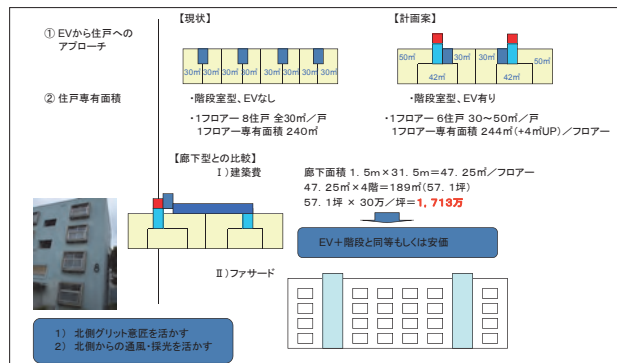 ① EVから住戸への
アプローチ
② 住戸専有面積
【現状】
30㎡ 30㎡ 30㎡ 30㎡ 30㎡ 30㎡ 30㎡ 30㎡
・階段室型、EVなし
・1フロアー 8住戸 全30㎡／戸
1フロアー専有面積 240㎡
【計画案】
50㎡ 30㎡ 30㎡ 50㎡
42㎡ 42㎡
・階段室型、EV有り
・1フロアー 6住戸 30～50㎡／戸
1フロアー専有面積 244㎡(+4㎡UP)／フロアー
【廊下型との比較】
Ⅰ)建築費
廊下面積 1．5m×31．5m＝47．25㎡／フロアー
47．25㎡×4階＝189㎡(57．1坪)
57．1坪 × 30万／坪＝1，713万
EV＋階段と同等もしくは安価
Ⅱ)ファサード
8
1) 北側グリット意匠を活かす
2) 北側からの通風・採光を活かす